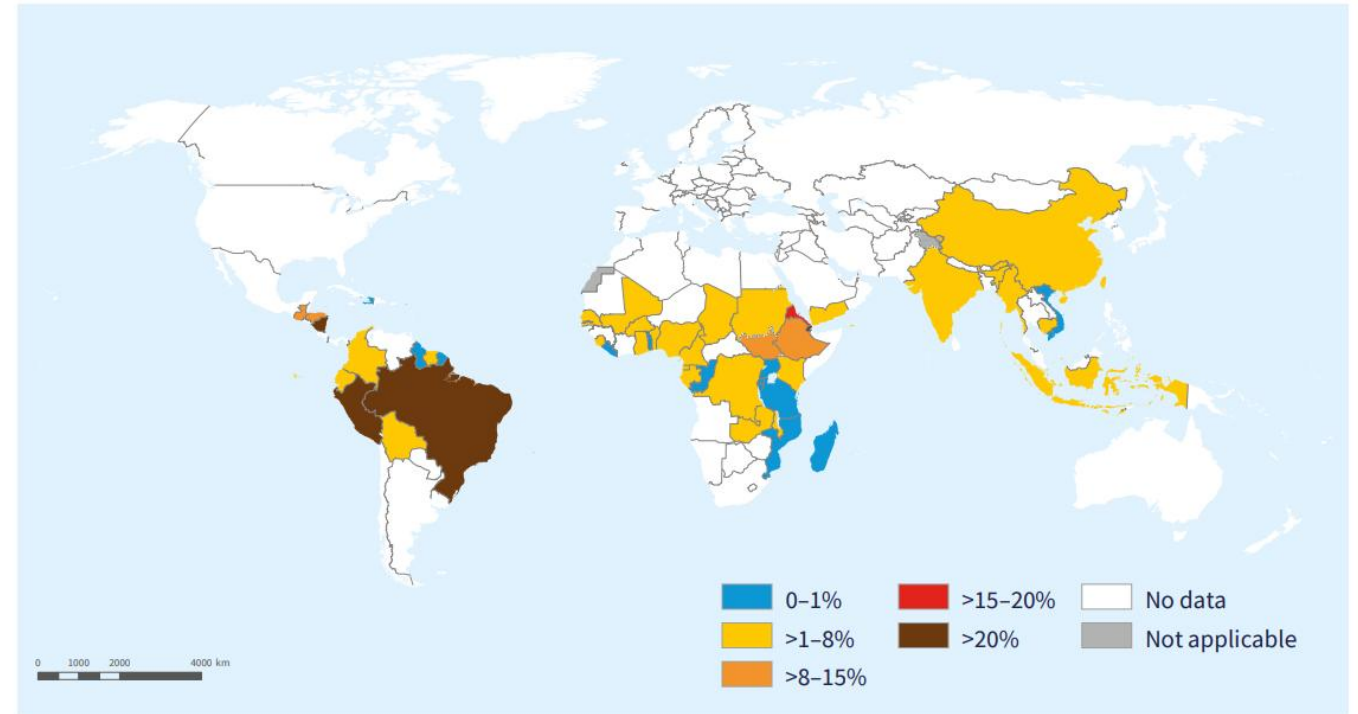 0–1%
>1–8%
>8–15%
>15–20%
>20%
No data
Not applicable
0 1000 2000 4000 km